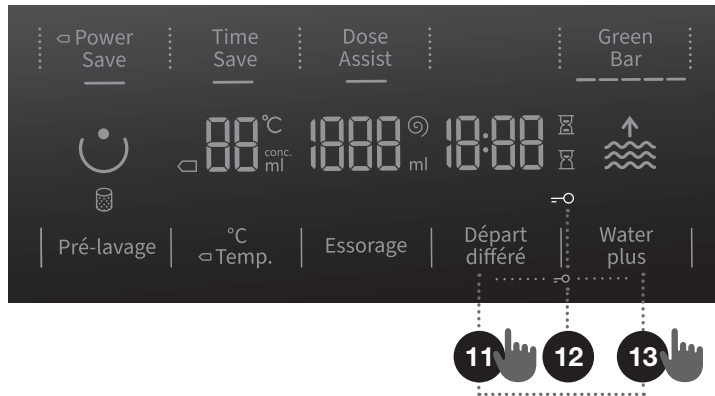 Power
Save
Time
Save
Dose
Assist
Green
Bar
88 °C
conc.
ml
1888
ml
18:88
Pré-lavage
°C
Temp.
Essorage
Départ
différé
Water
plus
11
12
13